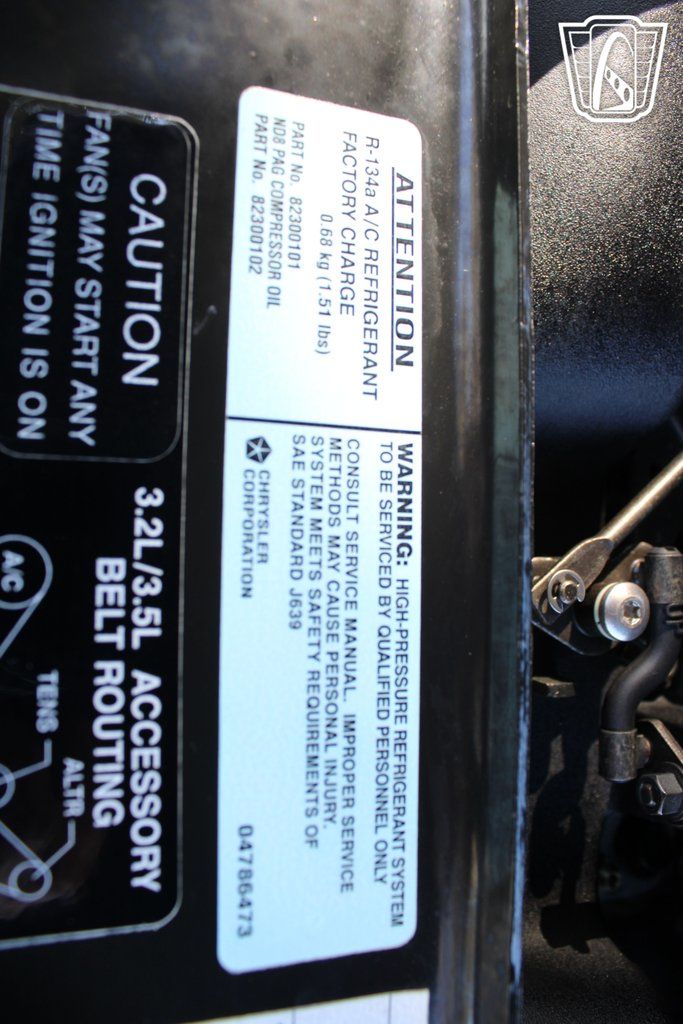 ATTENTION
R-134a A/C REFRIGERANT
FACTORY CHARGE
0.68 kg (1.51 lbs)
PART No. 82300101
ND8 PAG COMPRESSOR OIL
PART No. 82300102
WARNING: HIGH-PRESSURE REFRIGERANT SYSTEM
TO BE SERVICED BY QUALIFIED PERSONNEL ONLY
CONSULT SERVICE MANUAL. IMPROPER SERVICE
METHODS MAY CAUSE PERSONAL INJURY.
SYSTEM MEETS SAFETY REQUIREMENTS OF
SAE STANDARD J639
CHRYSLER
CORPORATION
04786473
CAUTION
FAN(S) MAY START ANY
TIME IGNITION IS ON
3.2L/3.5L ACCESSORY
BELT ROUTING
A/C
TENS
ALTR